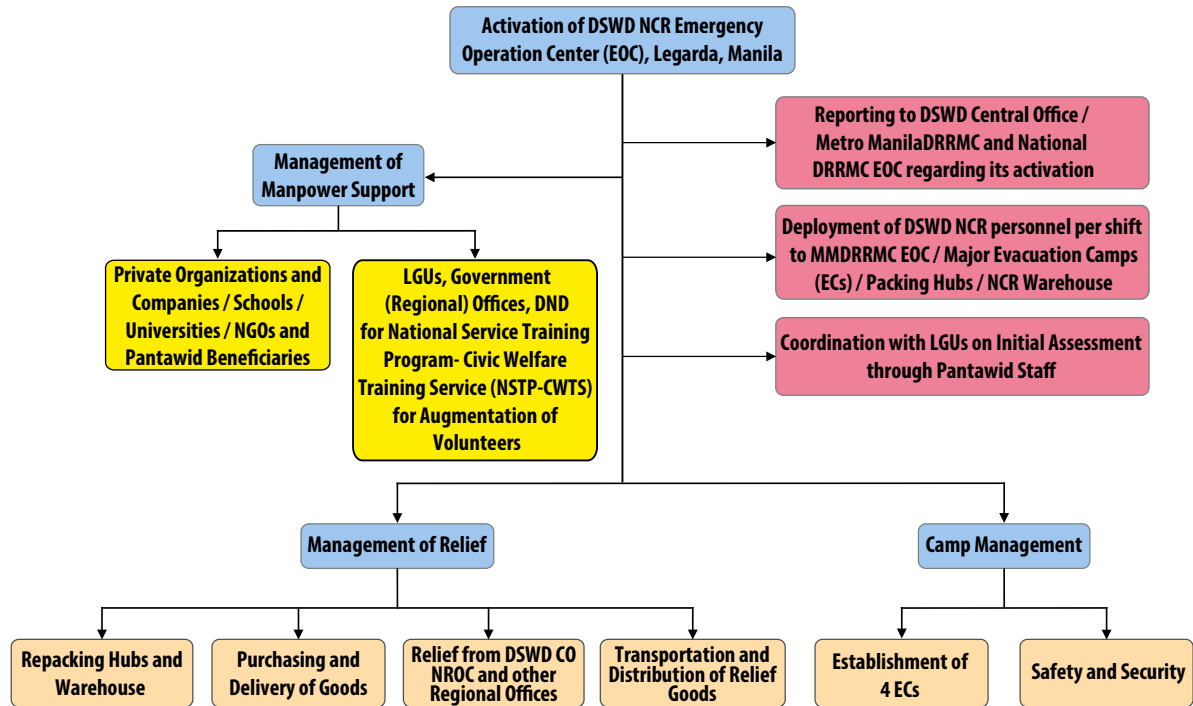 Activation of DSWD NCR Emergency
Operation Center (EOC), Legarda, Manila
Reporting to DSWD Central Office /
Metro ManilaDRRMC and National
DRRMC EOC regarding its activation
Management of
Manpower Support
Deployment of DSWD NCR personnel per shift
to MMDRRMC EOC / Major Evacuation Camps
(ECs) / Packing Hubs / NCR Warehouse
Private Organizations and
Companies / Schools /
Universities / NGOs and
Pantawid Beneficiaries
LGUs, Government
(Regional) Offices, DND
for National Service Training
Program- Civic Welfare
Training Service (NSTP-CWTS)
for Augmentation of
Volunteers
Coordination with LGUs on Initial Assessment
through Pantawid Staff
Management of Relief
Camp Management
Repacking Hubs and
Warehouse
Purchasing and
Delivery of Goods
Relief from DSWD CO
NROC and other
Regional Offices
Transportation and
Distribution of Relief
Goods
Establishment of
4 ECs
Safety and Security